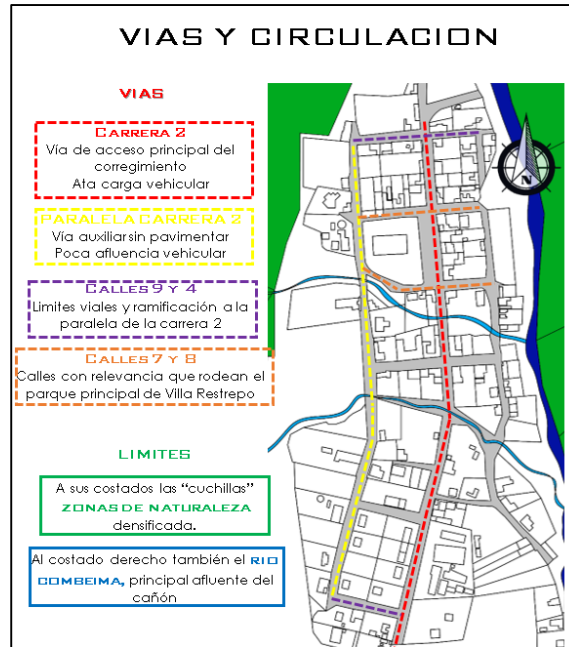 VIAS Y CIRCULACION
VIAS
CARRERA 2
Vía de acceso principal del
corregimiento
Ata carga vehicular
PARALELA CARRERA 2
Vía auxiliar sin pavimentar
Poca afluencia vehicular
CALLES 9 Y 4
Limites viales y ramificación a la
paralela de la carrera 2
CALLES 7 Y 8
Calles con relevancia que rodean el
parque principal de Villa Restrepo
LIMITES
A sus costados las “cuchillas”
ZONAS DE NATURALEZA
densificada.
Al costado derecho también el RIO
COMBEIMA, principal afluente del
cañón
N